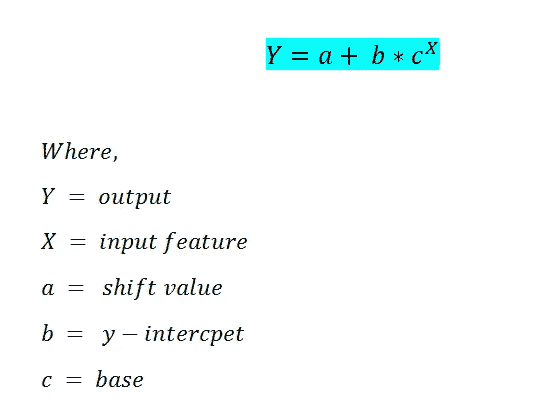 Y = a + b * c^X
Where,
Y = output
X = input feature
a = shift value
b = y − intercpet
c = base